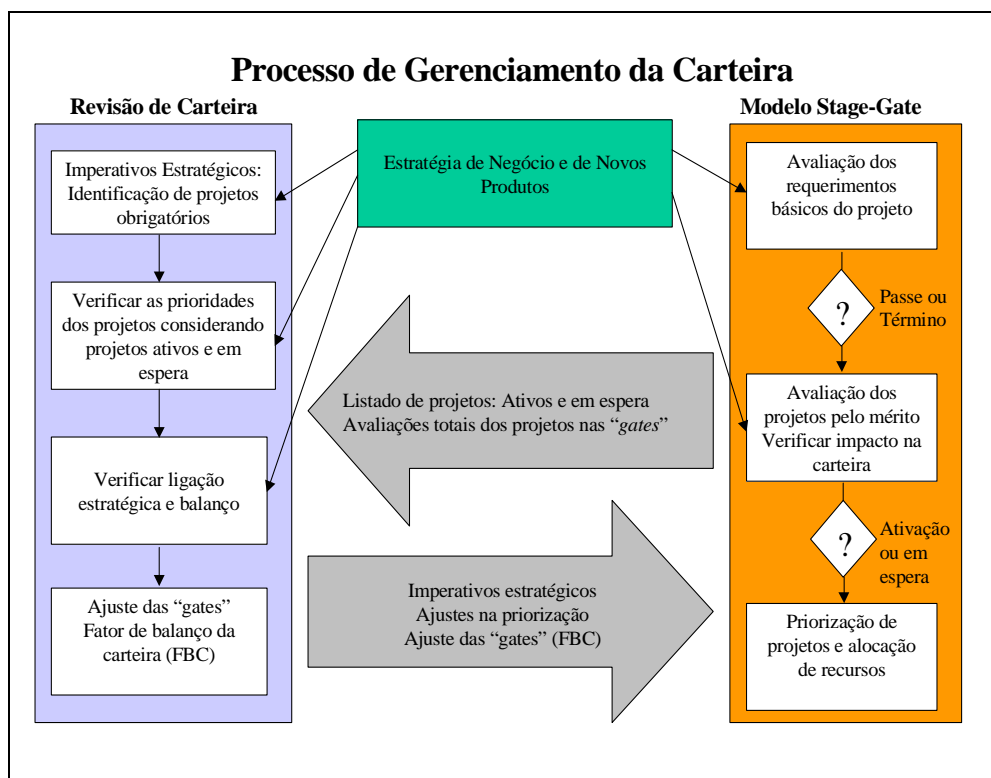 Processo de Gerenciamento da Carteira
Revisão de Carteira
Imperativos Estratégicos:
Identificação de projetos
obrigatórios
Verificar as prioridades
dos projetos considerando
projetos ativos e em
espera
Verificar ligação
estratégica e balanço
Ajuste das “gates”
Fator de balanço da
carteira (FBC)
Estratégia de Negócio e de Novos
Produtos
Listado de projetos: Ativos e em espera
Avaliações totais dos projetos nas “gates”
Imperativos estratégicos
Ajustes na priorização
Ajuste das “gates” (FBC)
Modelo Stage-Gate
Avaliação dos
requerimentos
básicos do projeto
?
Passe ou
Término
Avaliação dos
projetos pelo mérito
Verificar impacto na
carteira
?
Ativação
ou em
espera
Priorização de
projetos e alocação
de recursos